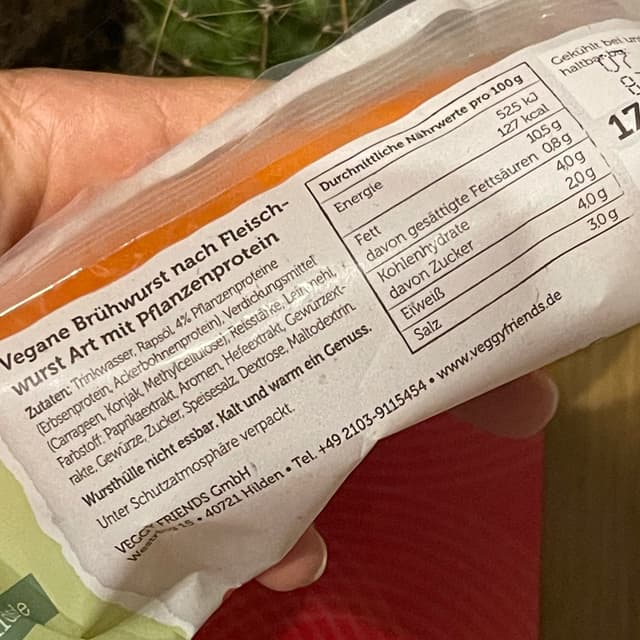 Vegane Brühwurst nach Fleisch-
wurst Art mit Pflanzenprotein
Zutaten: Trinkwasser, Rapsöl, 4% Pflanzenproteine
(Erbsenprotein, Ackerbohnenprotein), Verdickungsmittel
(Carrageen, Konjak, Methylcellulose), Reisstärke, Leinmehl,
Farbstoff: Paprikaextrakt, Aromen, Hefeextrakt, Gewürzext-
rakte, Gewürze, Zucker, Speisesalz, Dextrose, Maltodextrin.
Wursthülle nicht essbar. Kalt und warm ein Genuss.
Unter Schutzatmosphäre verpackt.
VEGGY FRIENDS GmbH
15 • 40721 Hilden • Tel. +49 2103-9115454 • www.veggyfriends.de
Durchschnittliche Nährwerte pro 100 g
Energie 525 kJ
127 kcal
Fett 10,5 g
davon gesättigte Fettsäuren 0,8 g
Kohlenhydrate 4,0 g
davon Zucker 2,0 g
Eiweiß 4,0 g
Salz 3,0 g
Gekühlt bei
haltbar
17